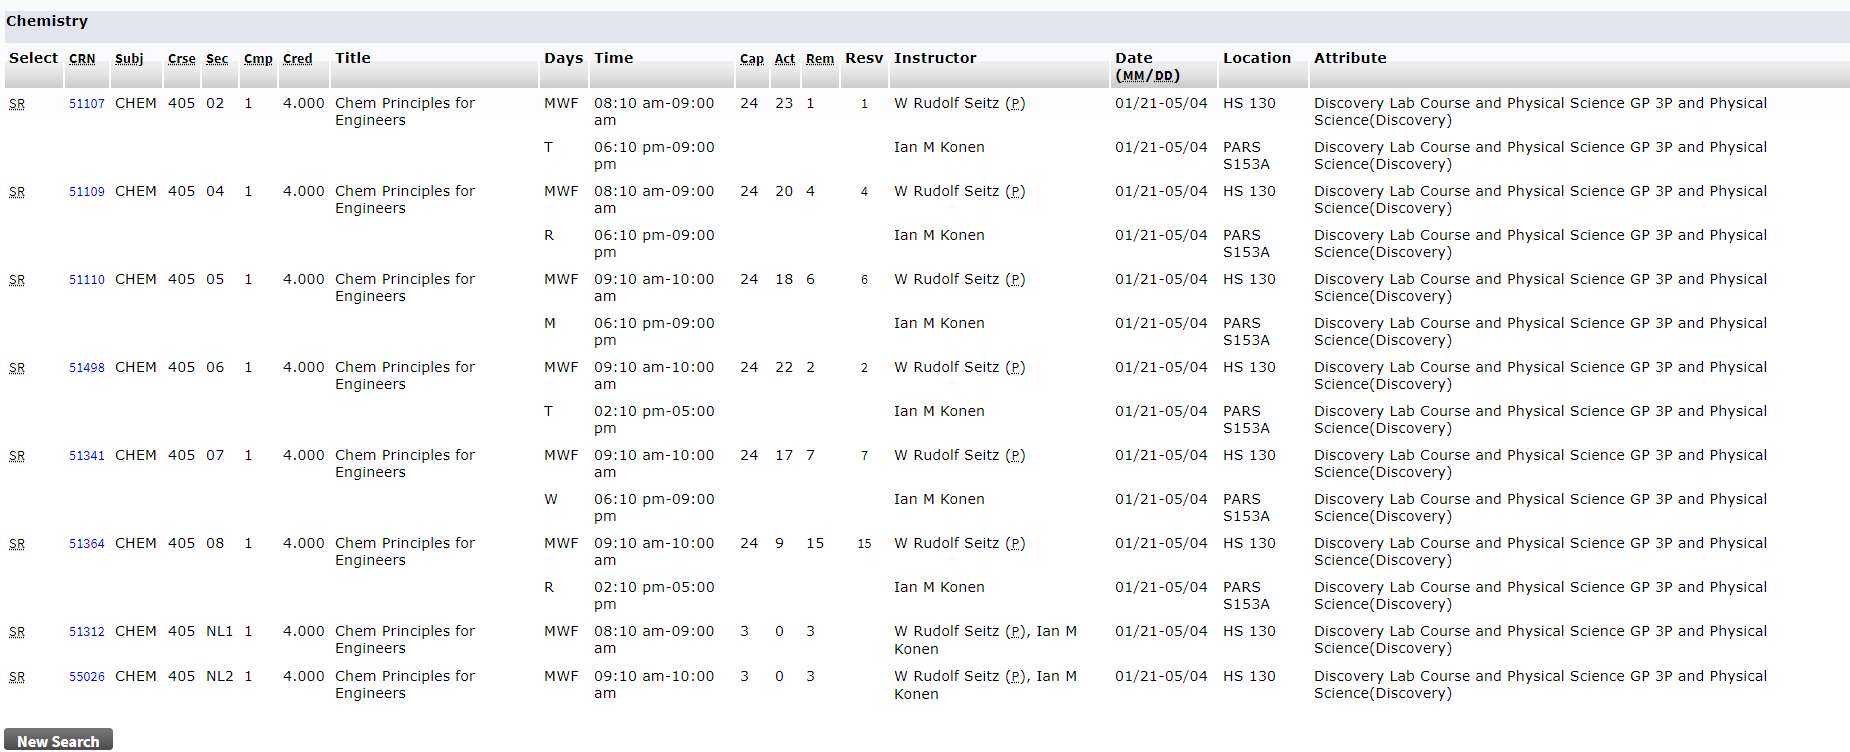 Chemistry
Select CRN Subj Crse Sec Cmp Cred Title Days Time Cap Act Rem Resv Instructor Date Location Attribute
(MM/DD)
SR 51107 CHEM 405 02 1 4.000 Chem Principles for MWF 08:10 am-09:00 24 23 1 1 W Rudolf Seitz (P) 01/21-05/04 HS 130 Discovery Lab Course and Physical Science GP 3P and Physical
Engineers am Science(Discovery)
T 06:10 pm-09:00 Ian M Konen 01/21-05/04 PARS Discovery Lab Course and Physical Science GP 3P and Physical
pm S153A Science(Discovery)
SR 51109 CHEM 405 04 1 4.000 Chem Principles for MWF 08:10 am-09:00 24 20 4 4 W Rudolf Seitz (P) 01/21-05/04 HS 130 Discovery Lab Course and Physical Science GP 3P and Physical
Engineers am Science(Discovery)
R 06:10 pm-09:00 Ian M Konen 01/21-05/04 PARS Discovery Lab Course and Physical Science GP 3P and Physical
pm S153A Science(Discovery)
SR 51110 CHEM 405 05 1 4.000 Chem Principles for MWF 09:10 am-10:00 24 18 6 6 W Rudolf Seitz (P) 01/21-05/04 HS 130 Discovery Lab Course and Physical Science GP 3P and Physical
Engineers am Science(Discovery)
M 06:10 pm-09:00 Ian M Konen 01/21-05/04 PARS Discovery Lab Course and Physical Science GP 3P and Physical
pm S153A Science(Discovery)
SR 51498 CHEM 405 06 1 4.000 Chem Principles for MWF 09:10 am-10:00 24 22 2 2 W Rudolf Seitz (P) 01/21-05/04 HS 130 Discovery Lab Course and Physical Science GP 3P and Physical
Engineers am Science(Discovery)
T 02:10 pm-05:00 Ian M Konen 01/21-05/04 PARS Discovery Lab Course and Physical Science GP 3P and Physical
pm S153A Science(Discovery)
SR 51341 CHEM 405 07 1 4.000 Chem Principles for MWF 09:10 am-10:00 24 17 7 7 W Rudolf Seitz (P) 01/21-05/04 HS 130 Discovery Lab Course and Physical Science GP 3P and Physical
Engineers am Science(Discovery)
W 06:10 pm-09:00 Ian M Konen 01/21-05/04 PARS Discovery Lab Course and Physical Science GP 3P and Physical
pm S153A Science(Discovery)
SR 51364 CHEM 405 08 1 4.000 Chem Principles for MWF 09:10 am-10:00 24 9 15 15 W Rudolf Seitz (P) 01/21-05/04 HS 130 Discovery Lab Course and Physical Science GP 3P and Physical
Engineers am Science(Discovery)
R 02:10 pm-05:00 Ian M Konen 01/21-05/04 PARS Discovery Lab Course and Physical Science GP 3P and Physical
pm S153A Science(Discovery)
SR 51312 CHEM 405 NL1 1 4.000 Chem Principles for MWF 08:10 am-09:00 3 0 3 W Rudolf Seitz (P), Ian M 01/21-05/04 HS 130 Discovery Lab Course and Physical Science GP 3P and Physical
Engineers am Konen Science(Discovery)
SR 55026 CHEM 405 NL2 1 4.000 Chem Principles for MWF 09:10 am-10:00 3 0 3 W Rudolf Seitz (P), Ian M 01/21-05/04 HS 130 Discovery Lab Course and Physical Science GP 3P and Physical
Engineers am Konen Science(Discovery)
New Search